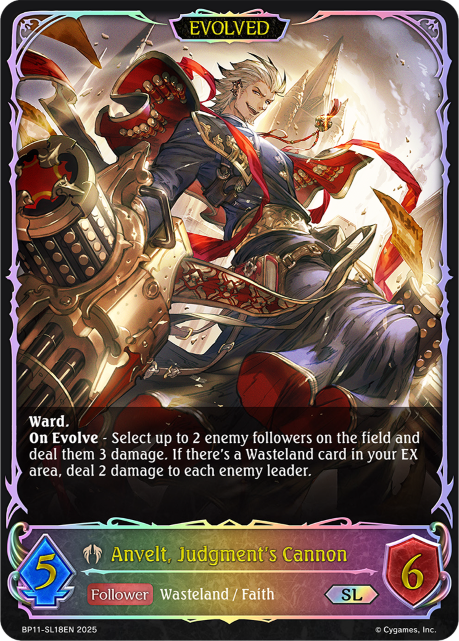 EVOLVED
Ward.
On Evolve - Select up to 2 enemy followers on the field and
deal them 3 damage. If there's a Wasteland card in your EX
area, deal 2 damage to each enemy leader.
5
Anvelt, Judgment's Cannon
6
Follower Wasteland / Faith SL
BP11-SL18EN 2025 © Cygames, Inc.